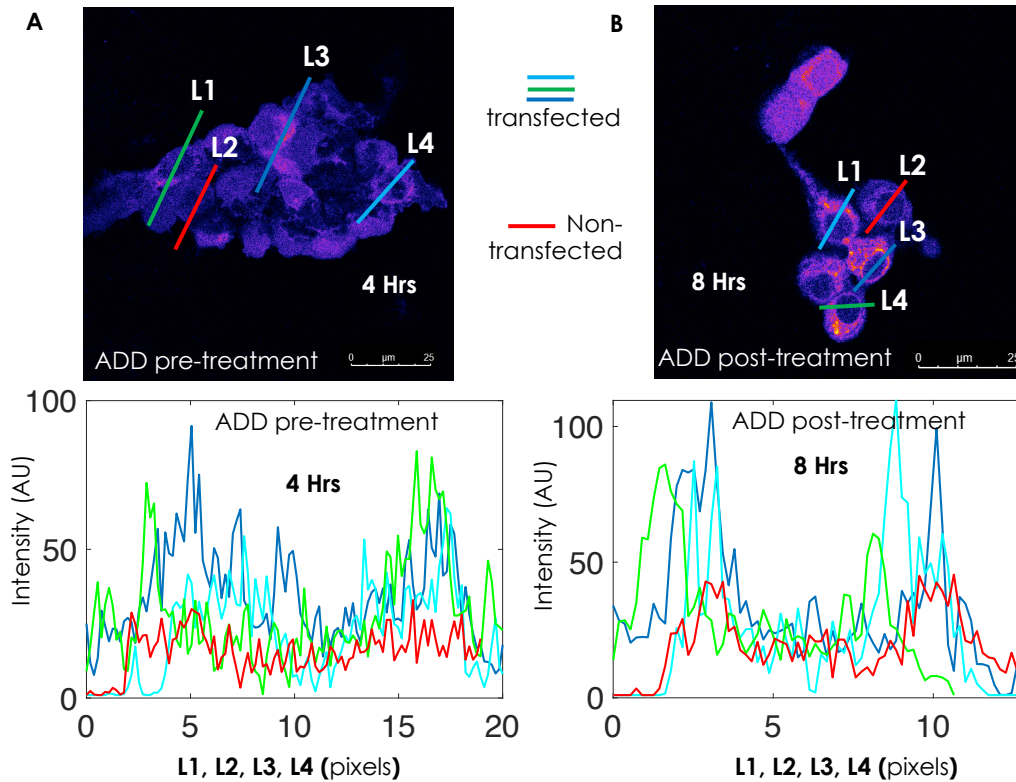 A
L3
L1
L2
L4
4 Hrs
ADD pre-treatment
0 µm 25
transfected
Non-
transfected
B
L1
L2
L3
L4
8 Hrs
ADD post-treatment
0 µm 25
100
50
0
Intensity (AU)
ADD pre-treatment
4 Hrs
0 5 10 15 20
L1, L2, L3, L4 (pixels)
100
50
0
Intensity (AU)
ADD post-treatment
8 Hrs
0 5 10
L1, L2, L3, L4 (pixels)